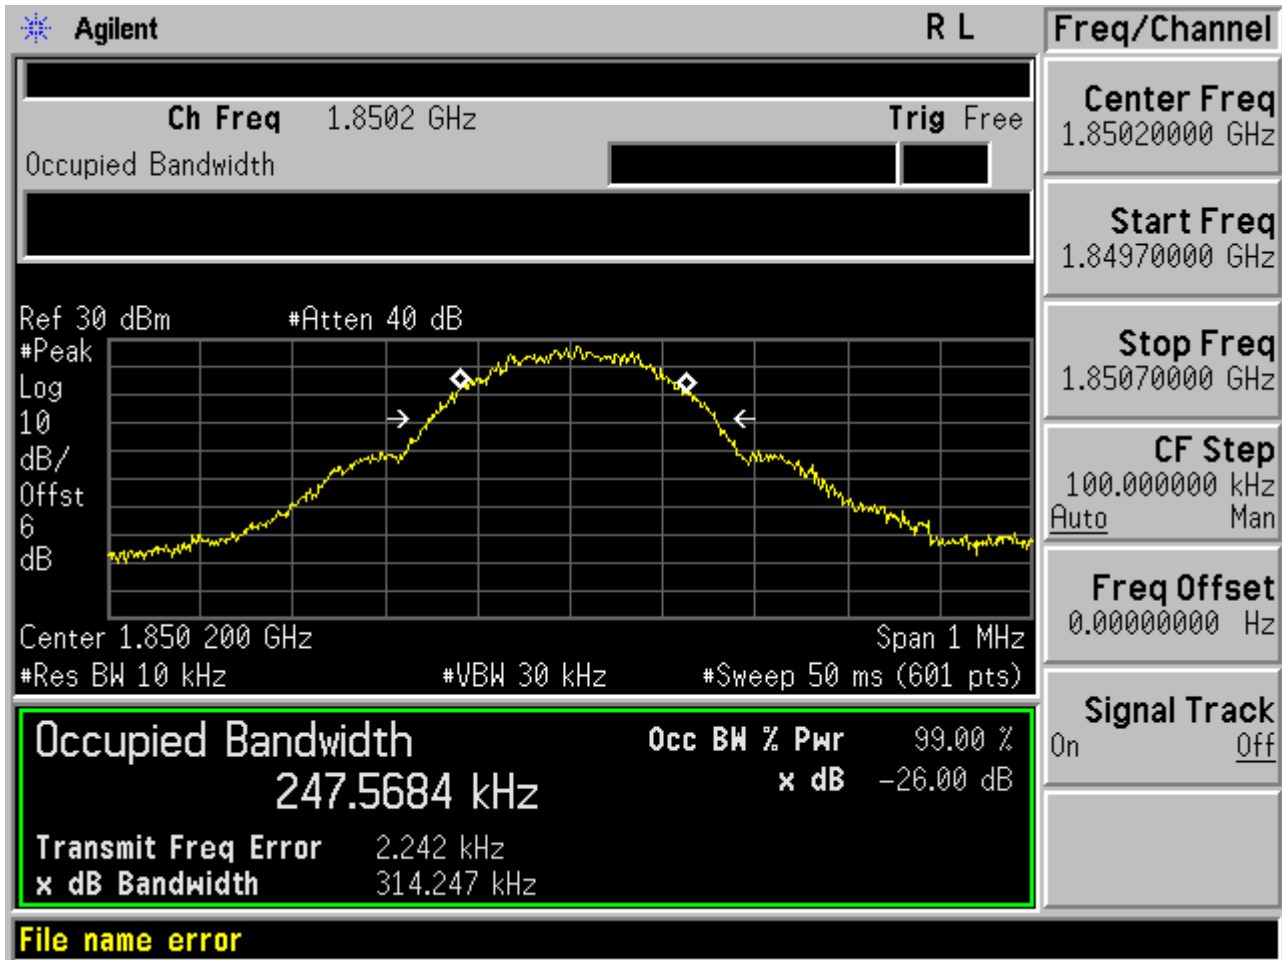 Agilent
R L
Freq/Channel
Ch Freq 1.8502 GHz
Trig Free
Occupied Bandwidth
Center Freq
1.85020000 GHz
Start Freq
1.84970000 GHz
Stop Freq
1.85070000 GHz
CF Step
100.000000 kHz
Auto Man
Freq Offset
0.00000000 Hz
Signal Track
On Off
Ref 30 dBm #Atten 40 dB
#Peak
Log
10
dB/
Offst
6
dB
Center 1.850 200 GHz Span 1 MHz
#Res BW 10 kHz #VBW 30 kHz #Sweep 50 ms (601 pts)
Occupied Bandwidth
247.5684 kHz
Occ BW % Pwr 99.00 %
x dB -26.00 dB
Transmit Freq Error 2.242 kHz
x dB Bandwidth 314.247 kHz
File name error